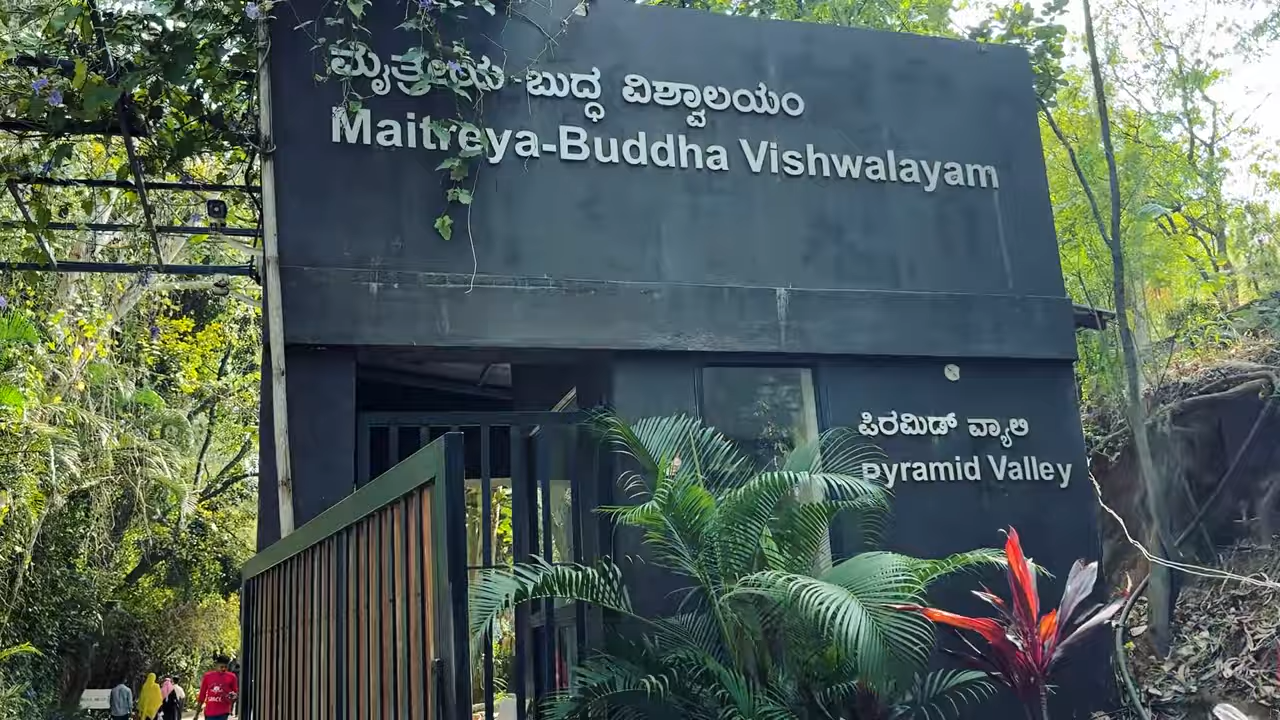 ಮೈತ್ರೇಯ-ಬುದ್ಧ ವಿಶ್ವಾಲಯಂ
Maitreya-Buddha Vishwalayam
ಪಿರಮಿಡ್ ವ್ಯಾಲಿ
Pyramid Valley